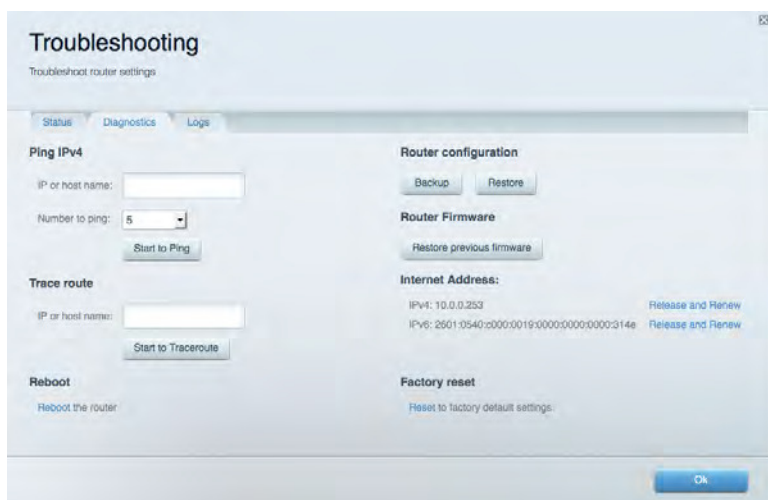 Troubleshooting
Troubleshoot router settings
Status Diagnostics Logs
Ping IPv4
IP or host name:
Number to ping: 5
Start to Ping
Trace route
IP or host name:
Start to Traceroute
Reboot
Reboot the router
Router configuration
Backup Restore
Router Firmware
Restore previous firmware
Internet Address:
IPv4: 10.0.0.253 Release and Renew
IPv6: 2601:0540:c000:0019:0000:0000:0000:314e Release and Renew
Factory reset
Reset to factory default settings.
Ok